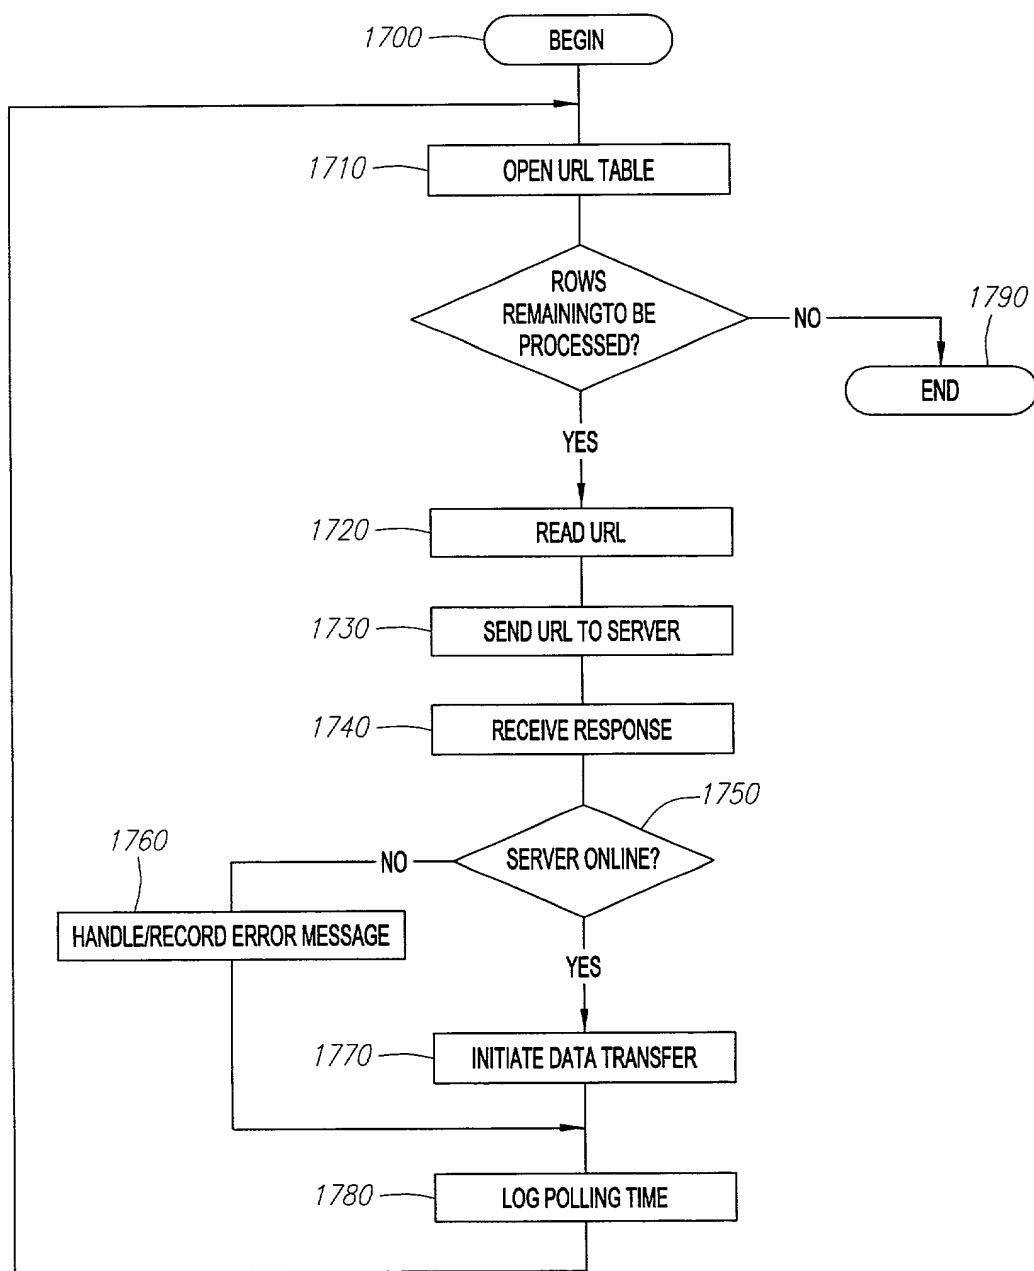 1700
BEGIN
1710
OPEN URL TABLE
ROWS
REMAININGTO BE
PROCESSED?
NO
1790
END
YES
1720
READ URL
1730
SEND URL TO SERVER
1740
RECEIVE RESPONSE
1750
SERVER ONLINE?
NO
1760
HANDLE/RECORD ERROR MESSAGE
YES
1770
INITIATE DATA TRANSFER
1780
LOG POLLING TIME